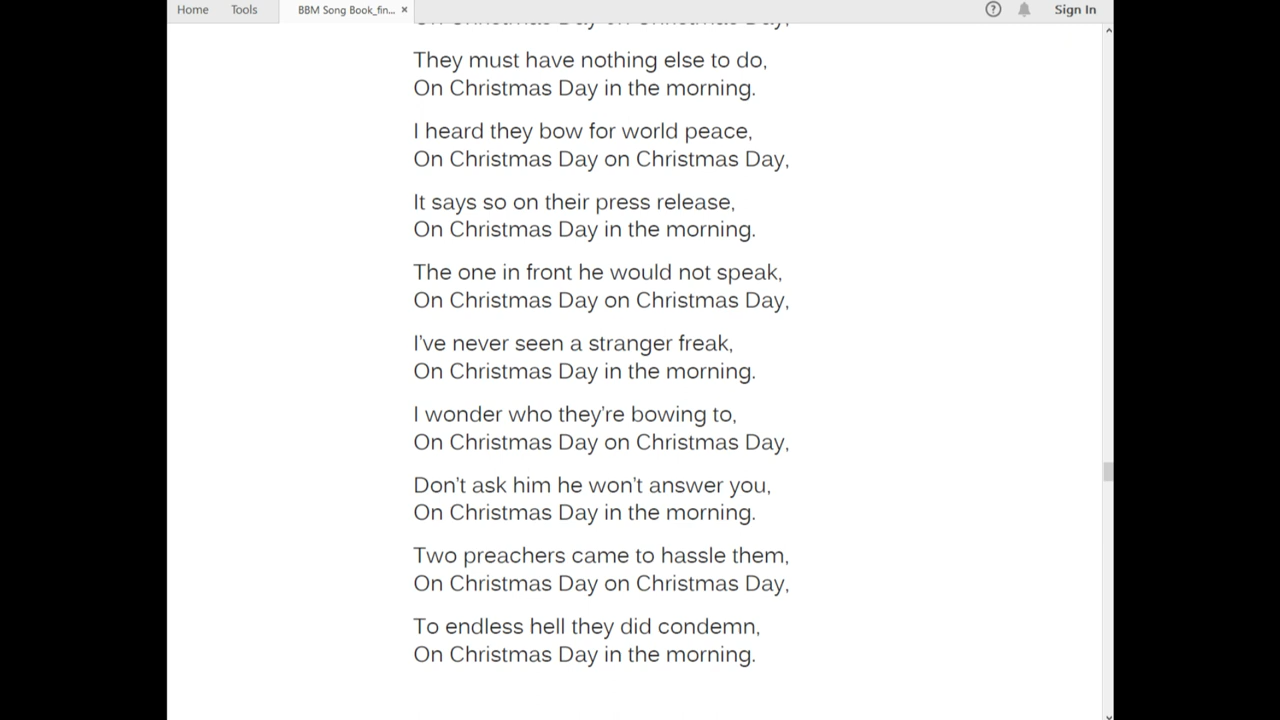 Home Tools BBM Song Book_fin... × ? Sign In
On Christmas Day on Christmas Day,
They must have nothing else to do,
On Christmas Day in the morning.
I heard they bow for world peace,
On Christmas Day on Christmas Day,
It says so on their press release,
On Christmas Day in the morning.
The one in front he would not speak,
On Christmas Day on Christmas Day,
I've never seen a stranger freak,
On Christmas Day in the morning.
I wonder who they're bowing to,
On Christmas Day on Christmas Day,
Don't ask him he won't answer you,
On Christmas Day in the morning.
Two preachers came to hassle them,
On Christmas Day on Christmas Day,
To endless hell they did condemn,
On Christmas Day in the morning.